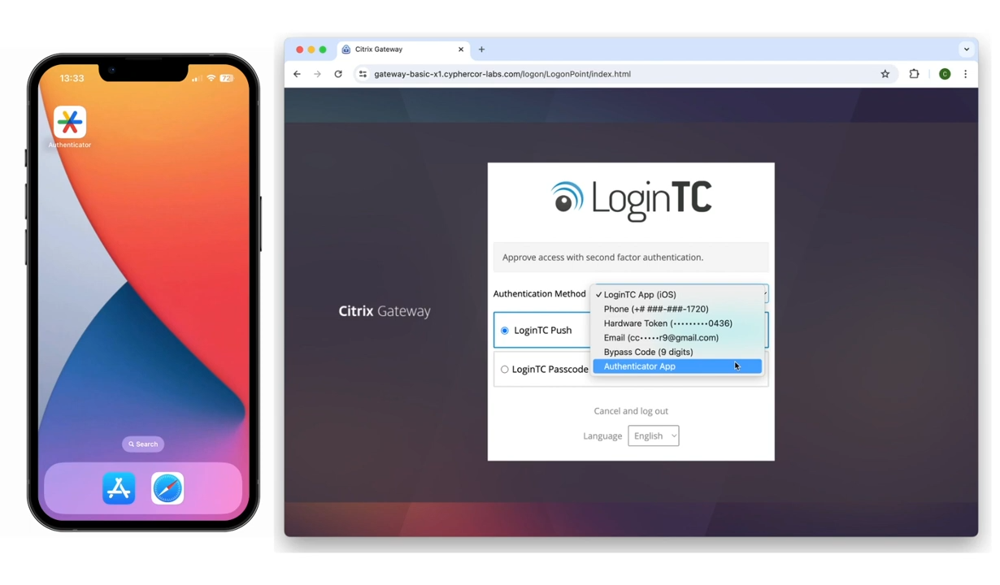 13:33
72
Authenticator
Search
Citrix Gateway
gateway-basic-x1.cyphercor-labs.com/logon/LogonPoint/index.html
C
LoginTC
Approve access with second factor authentication.
Citrix Gateway
Authentication Method
✓ LoginTC App (iOS)
Phone (+# ###-###-1720)
Hardware Token (•••••••••0436)
Email (cc•••••r9@gmail.com)
Bypass Code (9 digits)
Authenticator App
LoginTC Push
LoginTC Passcode
Cancel and log out
Language English